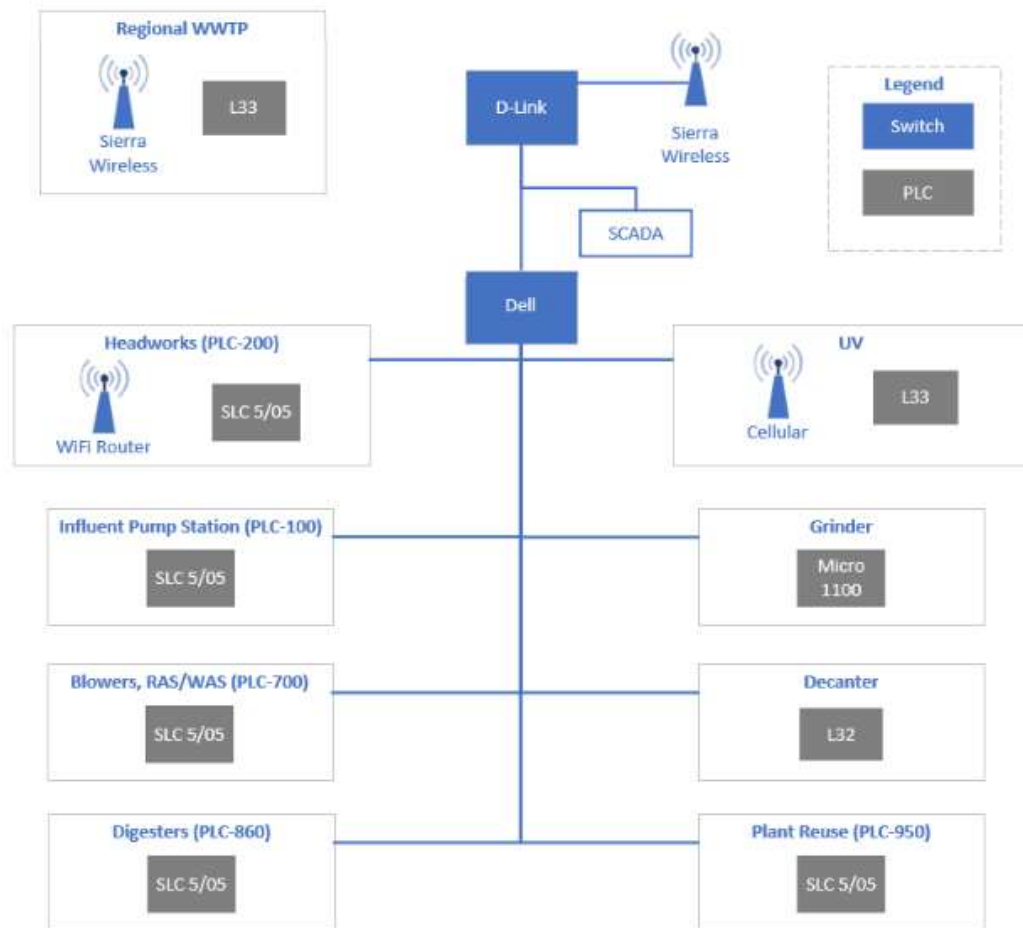 Regional WWTP
Sierra
Wireless
L33
D-Link
Sierra
Wireless
Legend
Switch
PLC
SCADA
Dell
Headworks (PLC-200)
WiFi Router
SLC 5/05
UV
Cellular
L33
Influent Pump Station (PLC-100)
SLC 5/05
Grinder
Micro
1100
Blowers, RAS/WAS (PLC-700)
SLC 5/05
Decanter
L32
Digesters (PLC-860)
SLC 5/05
Plant Reuse (PLC-950)
SLC 5/05